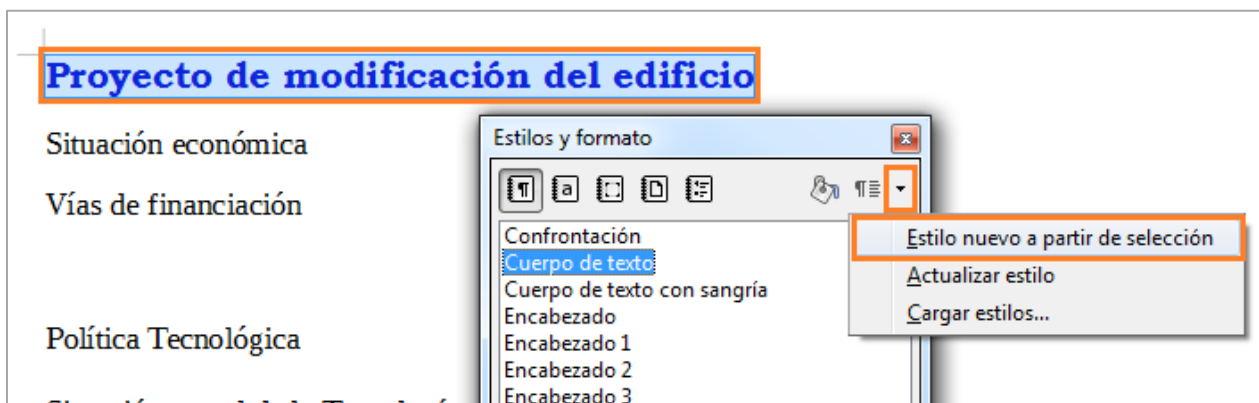 Proyecto de modificación del edificio
Situación económica
Vías de financiación
Política Tecnológica
Estilos y formato
Confrontación
Cuerpo de texto
Cuerpo de texto con sangría
Encabezado
Encabezado 1
Encabezado 2
Encabezado 3
Estilo nuevo a partir de selección
Actualizar estilo
Cargar estilos...